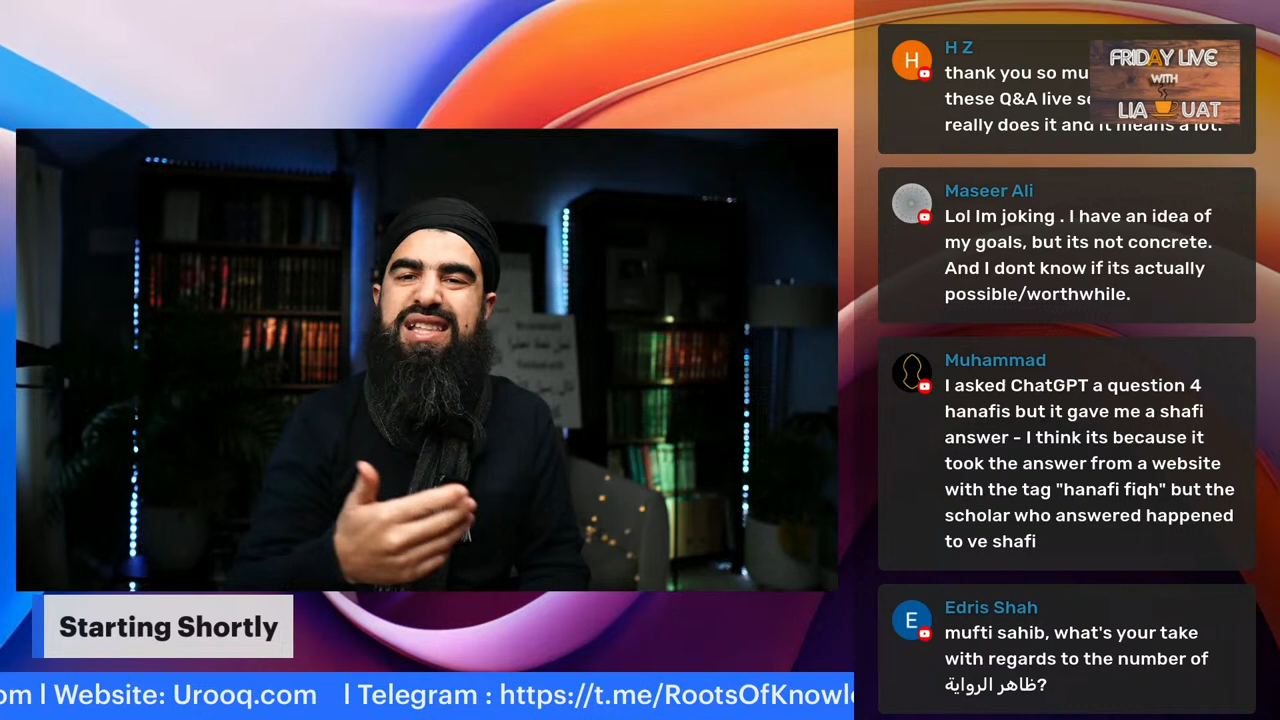 H Z
thank you so mu
these Q&A live se
really does it and it means a lot.
FRIDAY LIVE
WITH
LIA UAT
Maseer Ali
Lol Im joking . I have an idea of
my goals, but its not concrete.
And I dont know if its actually
possible/worthwhile.
Muhammad
I asked ChatGPT a question 4
hanafis but it gave me a shafi
answer - I think its because it
took the answer from a website
with the tag "hanafi fiqh" but the
scholar who answered happened
to ve shafi
Edris Shah
mufti sahib, what's your take
with regards to the number of
ظاهر الرواية?
Starting Shortly
om l Website: Urooq.com l Telegram : https://t.me/RootsOfKnowl